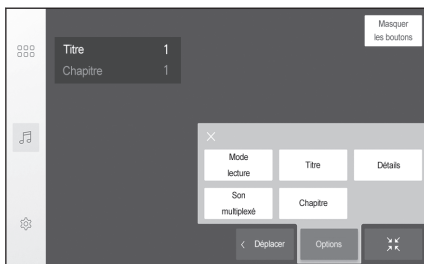 Masquer
les boutons
Titre 1
Chapitre 1
Mode
lecture
Titre
Détails
Son
multiplexé
Chapitre
Déplacer
Options